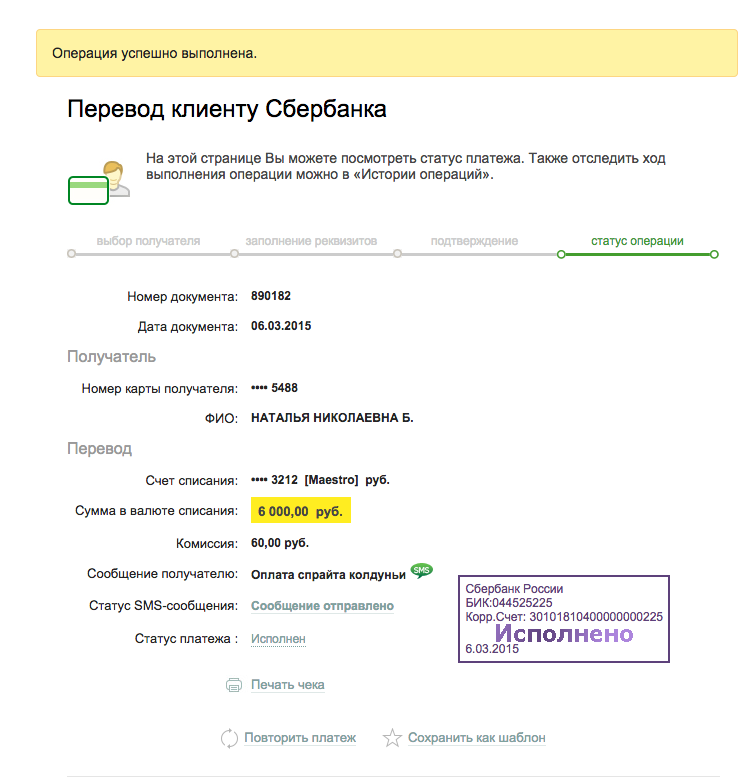 Операция успешно выполнена.
Перевод клиенту Сбербанка
На этой странице Вы можете посмотреть статус платежа. Также отследить ход
выполнения операции можно в «Истории операций».
выбор получателя заполнение реквизитов подтверждение статус операции
Номер документа: 890182
Дата документа: 06.03.2015
Получатель
Номер карты получателя: •••• 5488
ФИО: НАТАЛЬЯ НИКОЛАЕВНА Б.
Перевод
Счет списания: •••• 3212 [Maestro] руб.
Сумма в валюте списания: 6 000,00 руб.
Комиссия: 60,00 руб.
Сообщение получателю: Оплата спрайта колдуньи SMS
Статус SMS-сообщения: Сообщение отправлено
Статус платежа : Исполнен
Сбербанк России
БИК:044525225
Корр.Счет: 30101810400000000225
Исполнено
6.03.2015
Печать чека
Повторить платеж Сохранить как шаблон